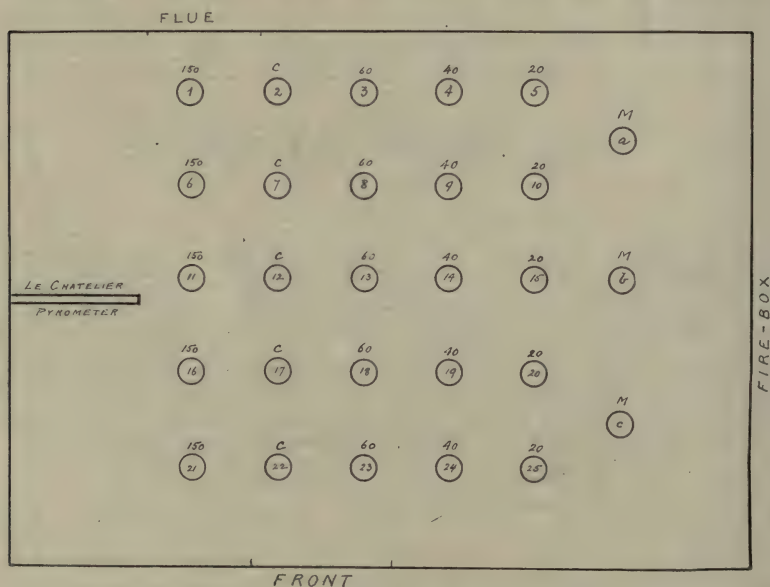 FLUE
150 C 60 40 20
1 2 3 4 5
M
a
150 C 60 40 20
6 7 8 9 10
150 C 60 40 20 M
11 12 13 14 15 b
LE CHATELIER
PYROMETER
FIRE-BOX
150 C 60 40 20
16 17 18 19 20
M
c
150 C 60 40 20
21 22 23 24 25
FRONT